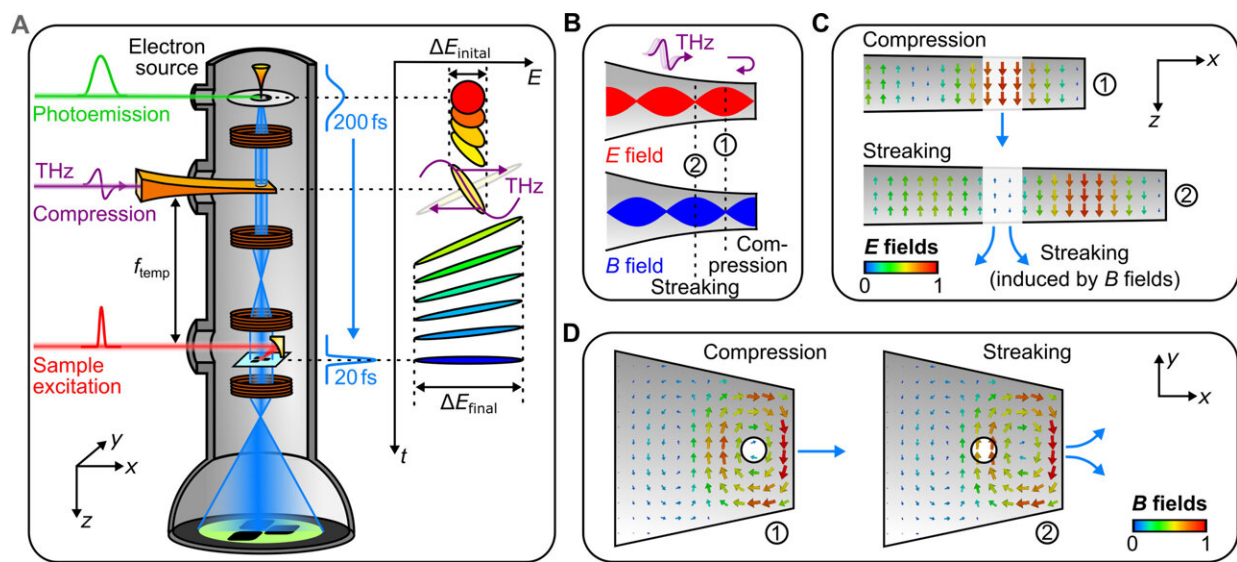 A
Electron
source
Photoemission
THz
Compression
f_temp
Sample
excitation
y
x
z
200 fs
20 fs
ΔE_inital
E
THz
ΔE_final
t
B
THz
E field
1
2
B field
Com-
pression
Streaking
C
Compression
1
x
z
Streaking
2
E fields
0 1
Streaking
(induced by B fields)
D
Compression
1
Streaking
2
y
x
B fields
0 1